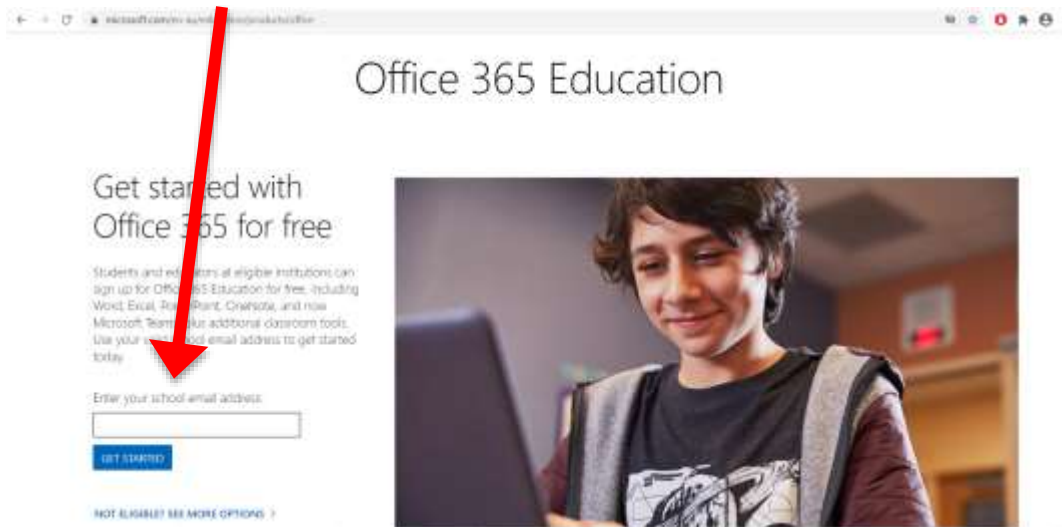 Office 365 Education
Get started with
Office 365 for free
Students and educators at eligible institutions can
sign up for Office 365 Education for free, including
Word, Excel, PowerPoint, OneNote, and now
Microsoft Teams, plus additional classroom tools.
Use your valid school email address to get started
today.
Enter your school email address
GET STARTED
NOT ELIGIBLE? SEE MORE OPTIONS >